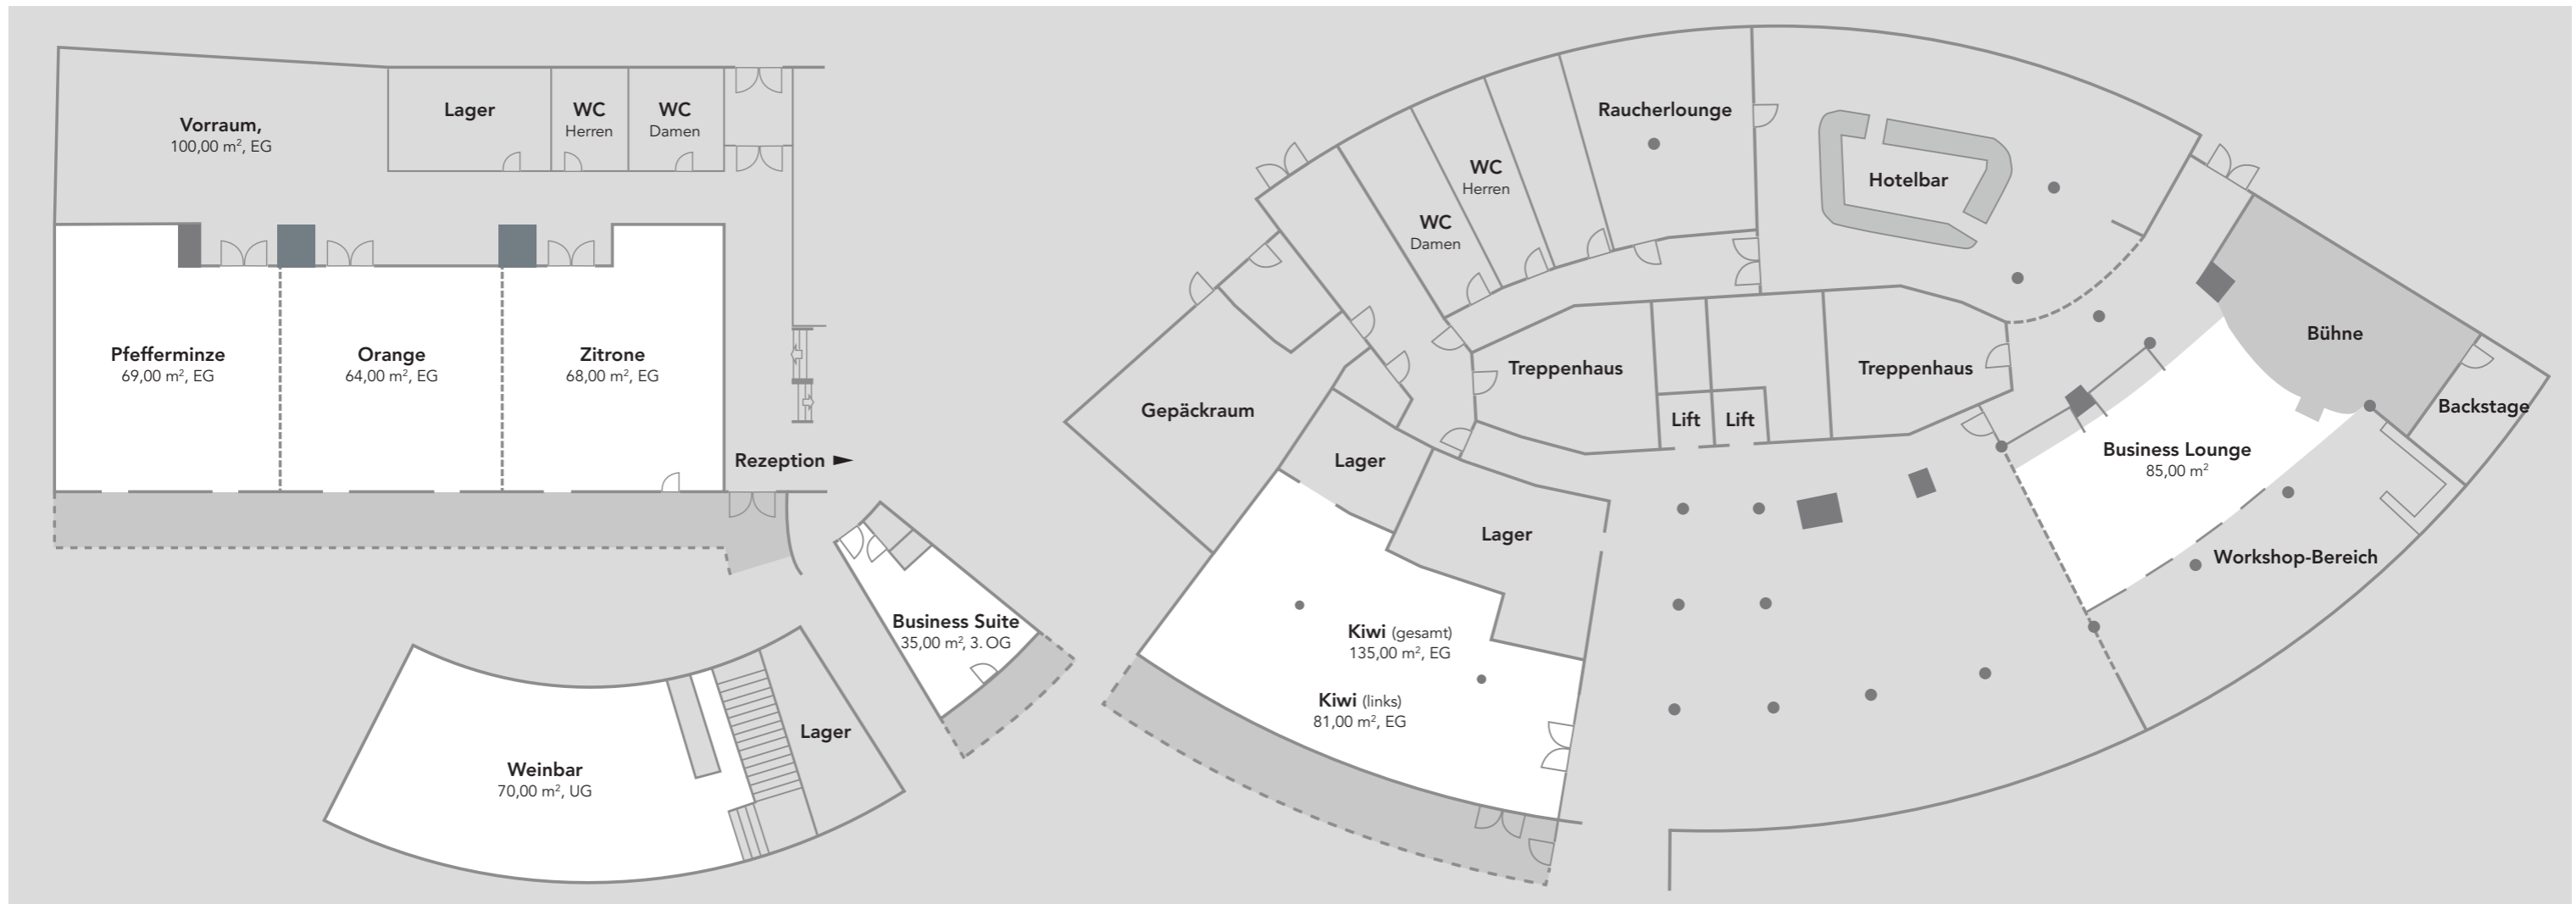 Vorraum,
100,00 m², EG
Lager
WC
Herren
WC
Damen
Pfefferminze
69,00 m², EG
Orange
64,00 m², EG
Zitrone
68,00 m², EG
Rezeption
Business Suite
35,00 m², 3. OG
Weinbar
70,00 m², UG
Lager
Raucherlounge
WC
Herren
WC
Damen
Hotelbar
Treppenhaus
Treppenhaus
Lift
Lift
Gepäckraum
Lager
Lager
Kiwi (gesamt)
135,00 m², EG
Kiwi (links)
81,00 m², EG
Bühne
Backstage
Business Lounge
85,00 m²
Workshop-Bereich